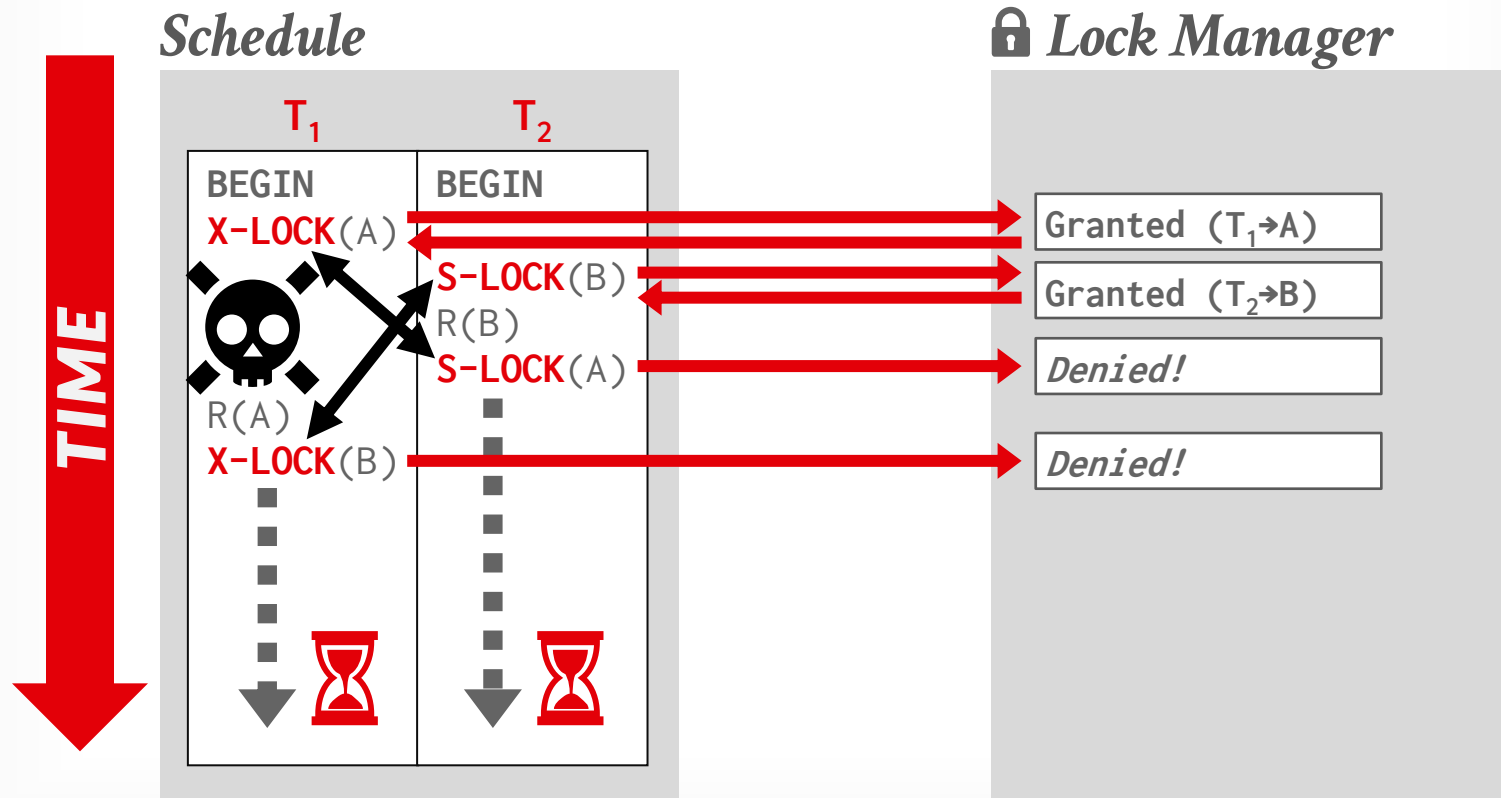 Schedule
Lock Manager
TIME
T1 T2
BEGIN BEGIN
X-LOCK(A)
Granted (T1→A)
S-LOCK(B)
Granted (T2→B)
R(B)
S-LOCK(A)
Denied!
R(A)
X-LOCK(B)
Denied!